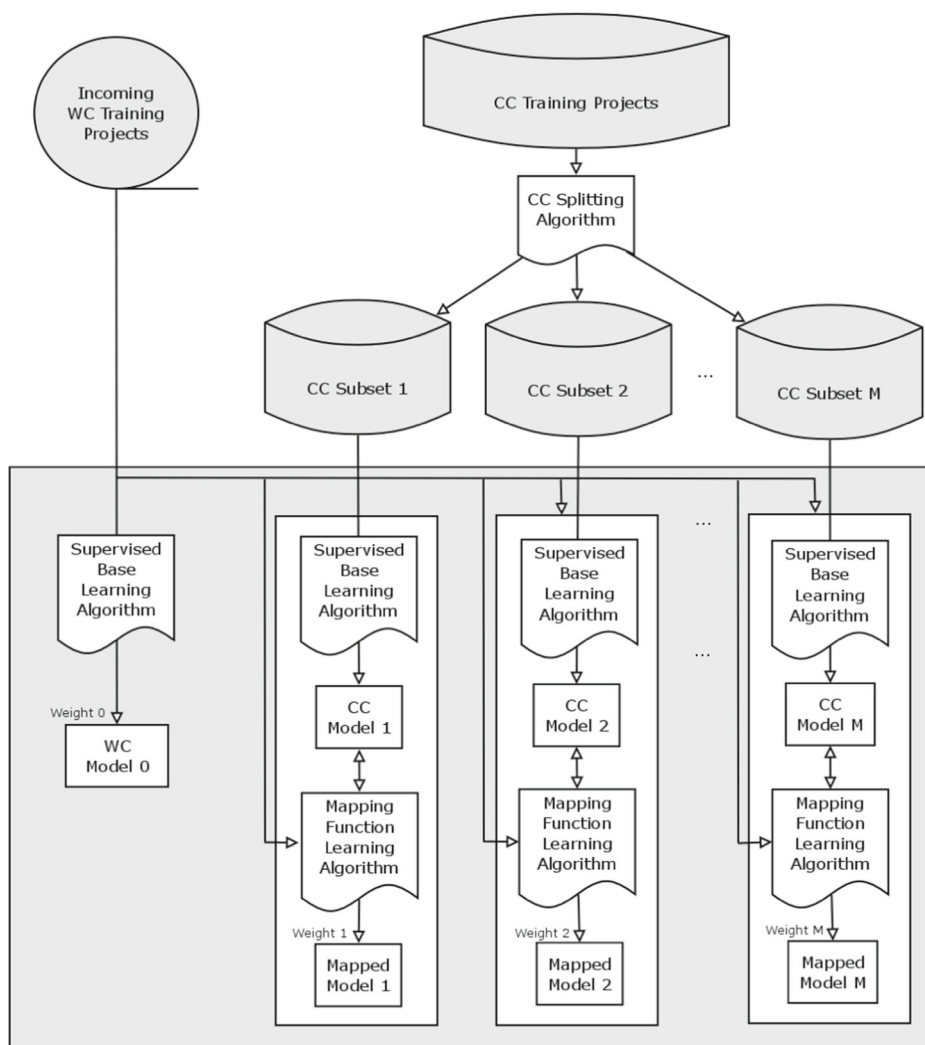 Incoming
WC Training
Projects
CC Training Projects
CC Splitting
Algorithm
CC Subset 1
CC Subset 2
...
CC Subset M
Supervised
Base
Learning
Algorithm
Weight 0
WC
Model 0
Supervised
Base
Learning
Algorithm
CC
Model 1
Mapping
Function
Learning
Algorithm
Weight 1
Mapped
Model 1
Supervised
Base
Learning
Algorithm
CC
Model 2
Mapping
Function
Learning
Algorithm
Weight 2
Mapped
Model 2
...
...
Supervised
Base
Learning
Algorithm
CC
Model M
Mapping
Function
Learning
Algorithm
Weight M
Mapped
Model M